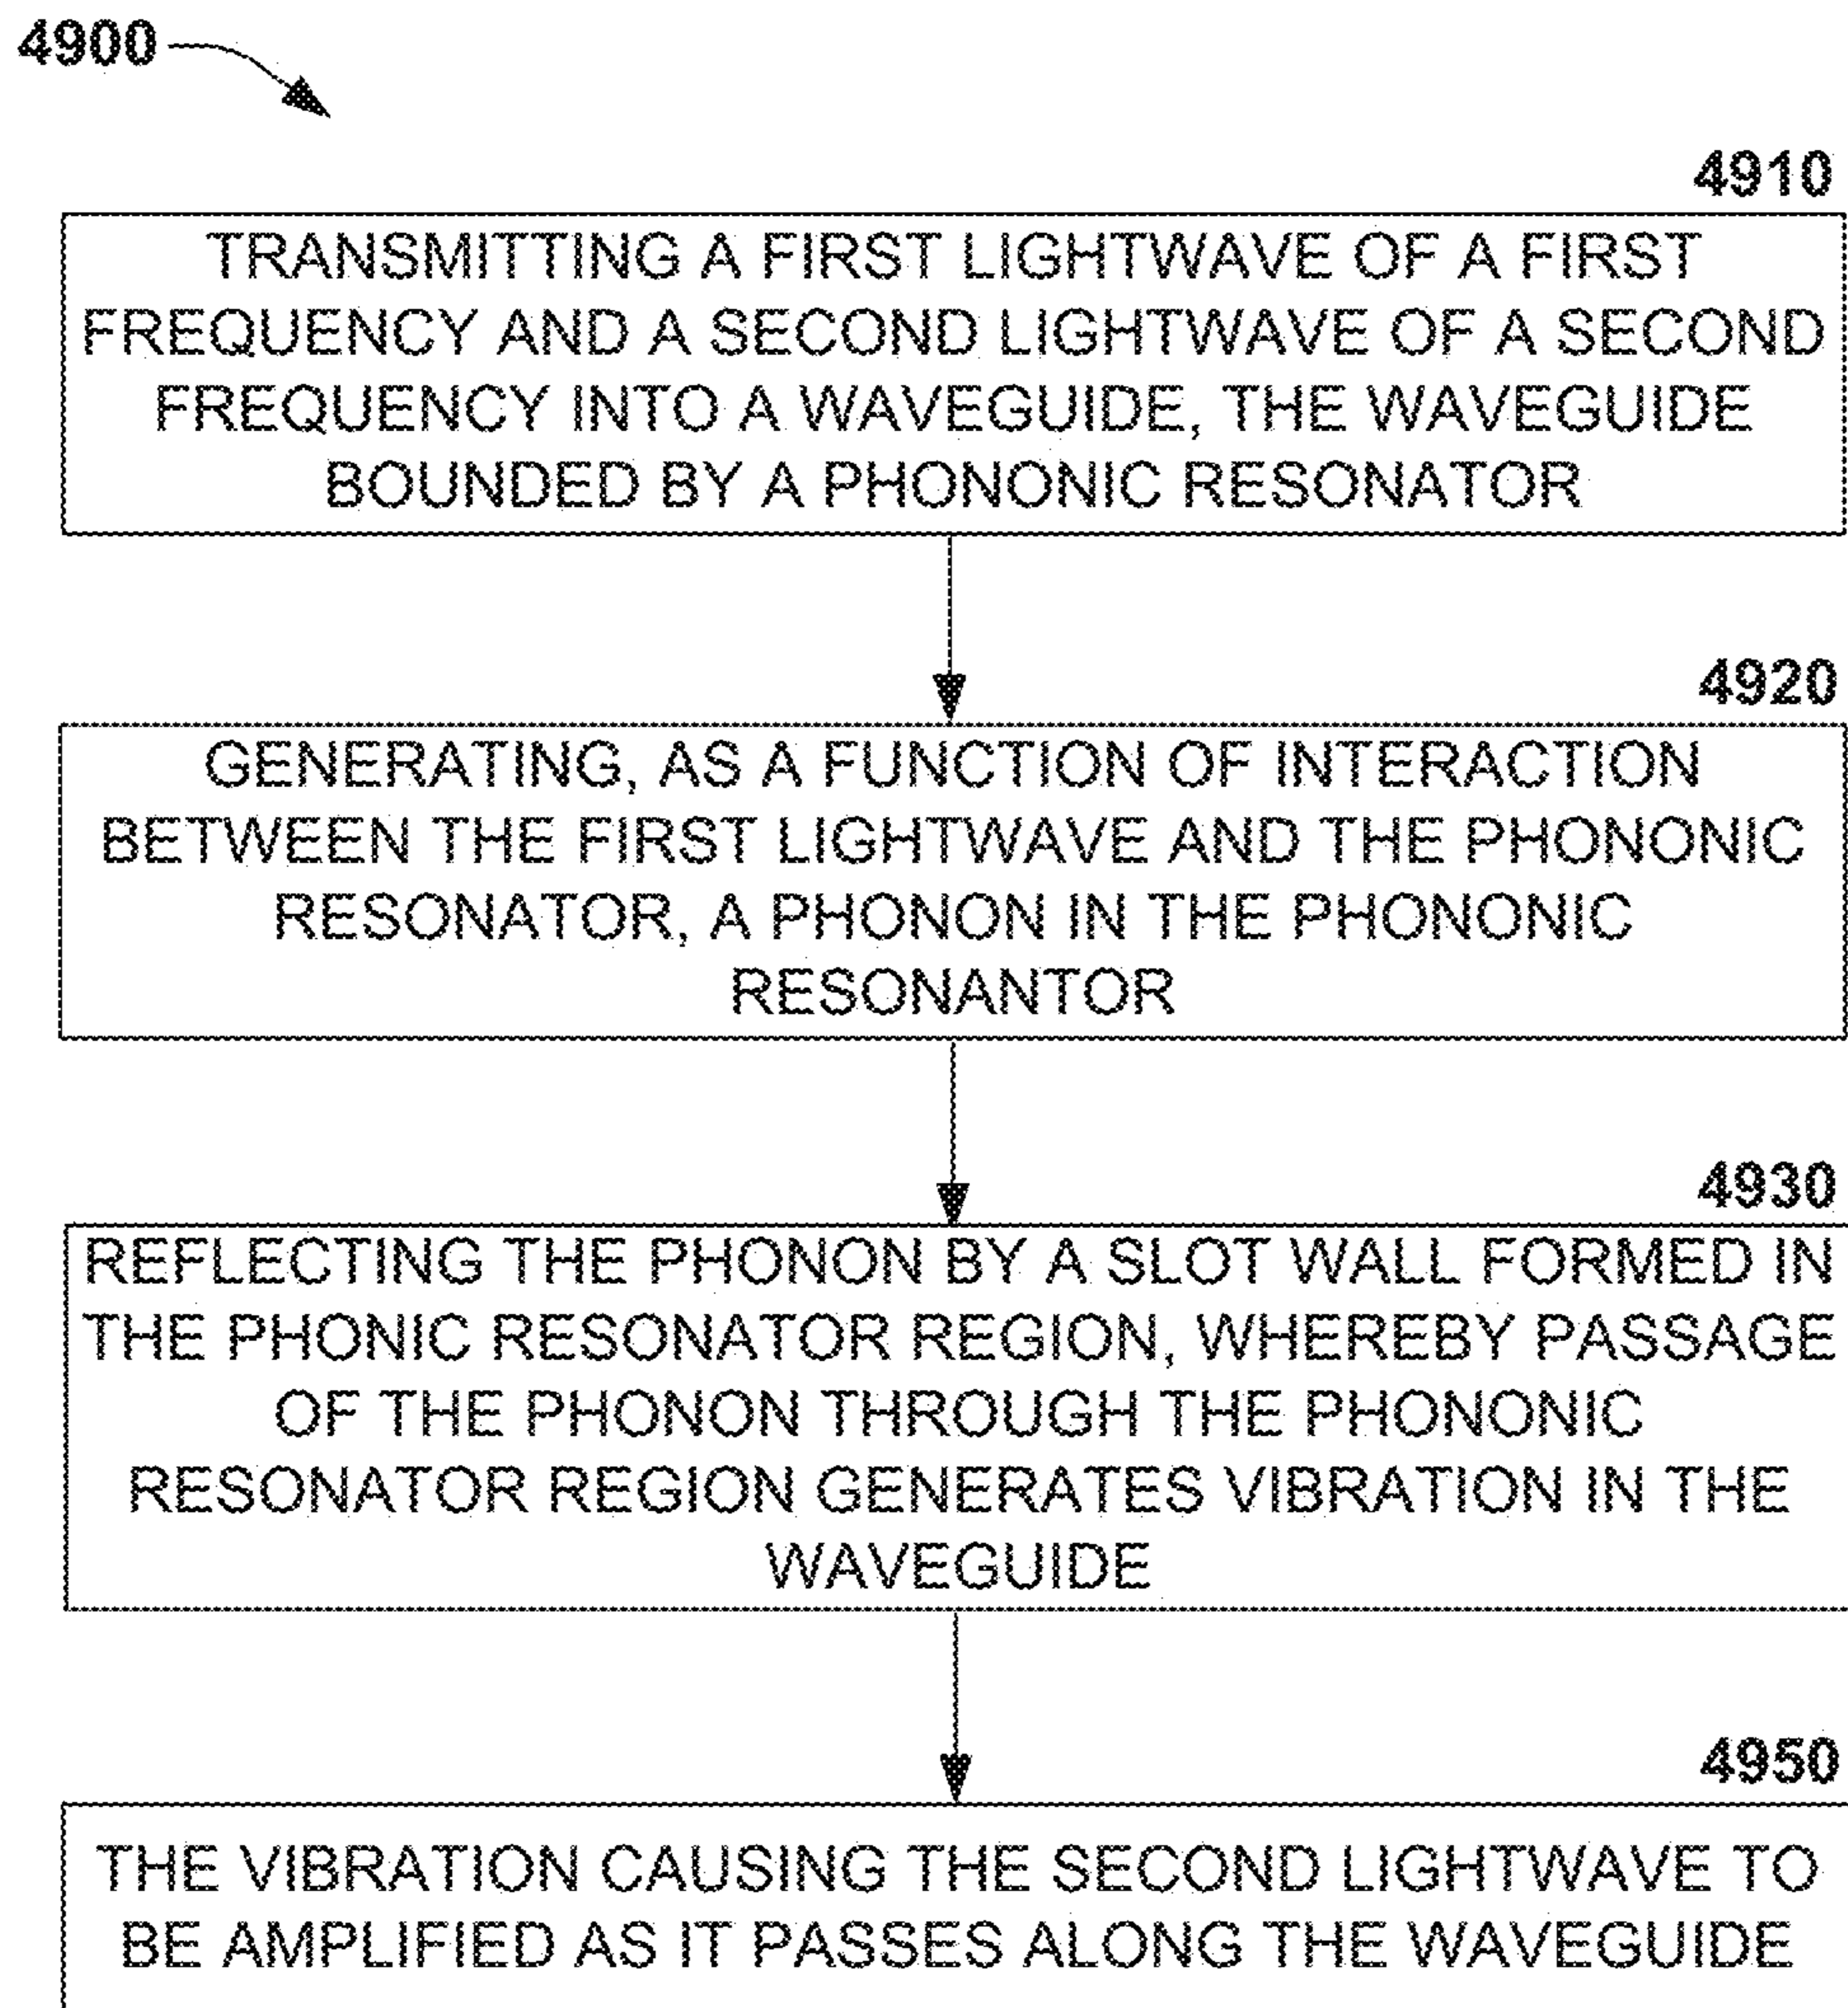 4900
4910
TRANSMITTING A FIRST LIGHTWAVE OF A FIRST
FREQUENCY AND A SECOND LIGHTWAVE OF A SECOND
FREQUENCY INTO A WAVEGUIDE, THE WAVEGUIDE
BOUNDED BY A PHONONIC RESONATOR
4920
GENERATING, AS A FUNCTION OF INTERACTION
BETWEEN THE FIRST LIGHTWAVE AND THE PHONONIC
RESONATOR, A PHONON IN THE PHONONIC
RESONANTOR
4930
REFLECTING THE PHONON BY A SLOT WALL FORMED IN
THE PHONIC RESONATOR REGION, WHEREBY PASSAGE
OF THE PHONON THROUGH THE PHONONIC
RESONATOR REGION GENERATES VIBRATION IN THE
WAVEGUIDE
4950
THE VIBRATION CAUSING THE SECOND LIGHTWAVE TO
BE AMPLIFIED AS IT PASSES ALONG THE WAVEGUIDE